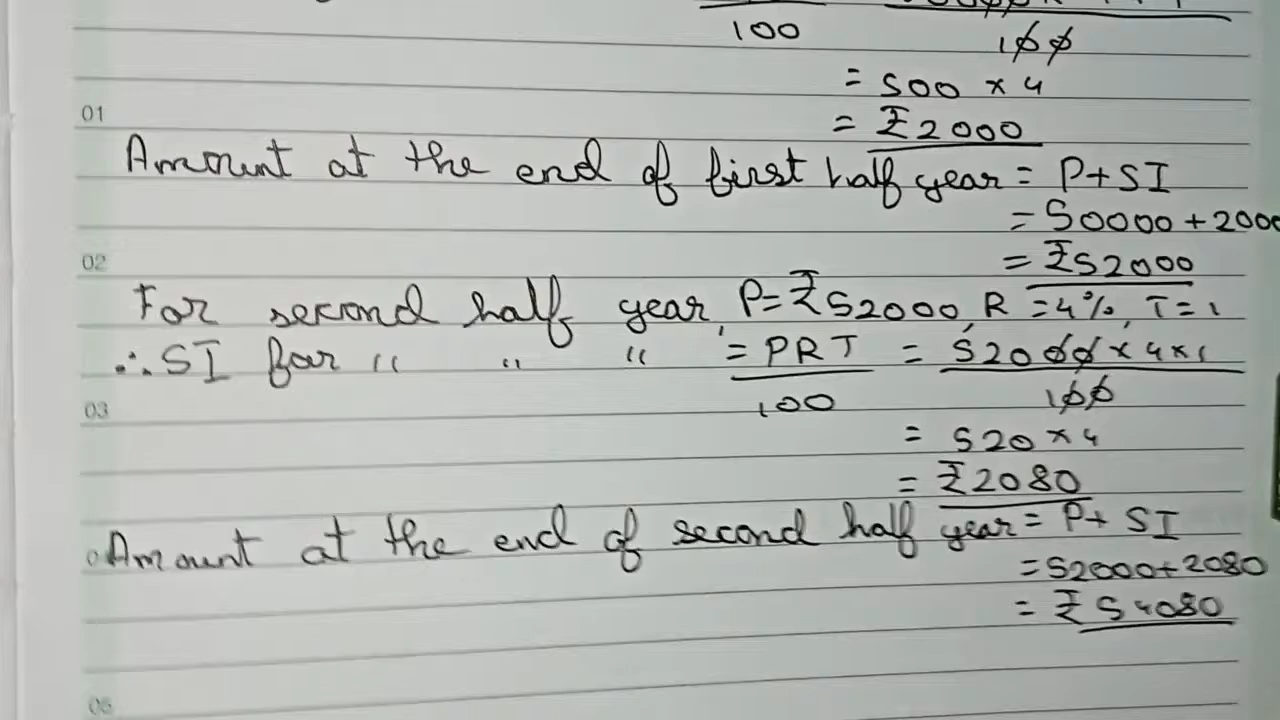 100 100
= 500 × 4
01
= ₹2000
Amount at the end of first half year = P+SI
= 50000 + 2000
02
= ₹52000
For second half year, P=₹52000, R =4%, T=1
∴ SI for " " " = PRT = 52000×4×1
100 100
03
= 520 × 4
= ₹2080
Amount at the end of second half year = P+ SI
=52000+2080
= ₹54080
05